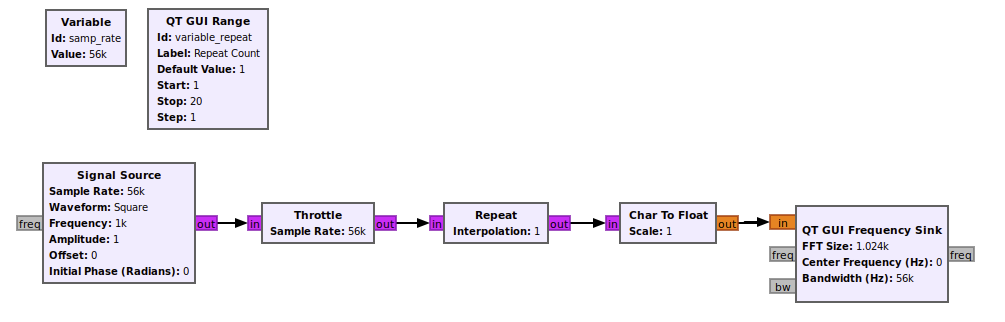 Variable
Id: samp_rate
Value: 56k
QT GUI Range
Id: variable_repeat
Label: Repeat Count
Default Value: 1
Start: 1
Stop: 20
Step: 1
freq
Signal Source
Sample Rate: 56k
Waveform: Square
Frequency: 1k
Amplitude: 1
Offset: 0
Initial Phase (Radians): 0
out
in
Throttle
Sample Rate: 56k
out
in
Repeat
Interpolation: 1
out
in
Char To Float
Scale: 1
out
in
freq
bw
QT GUI Frequency Sink
FFT Size: 1.024k
Center Frequency (Hz): 0
Bandwidth (Hz): 56k
freq